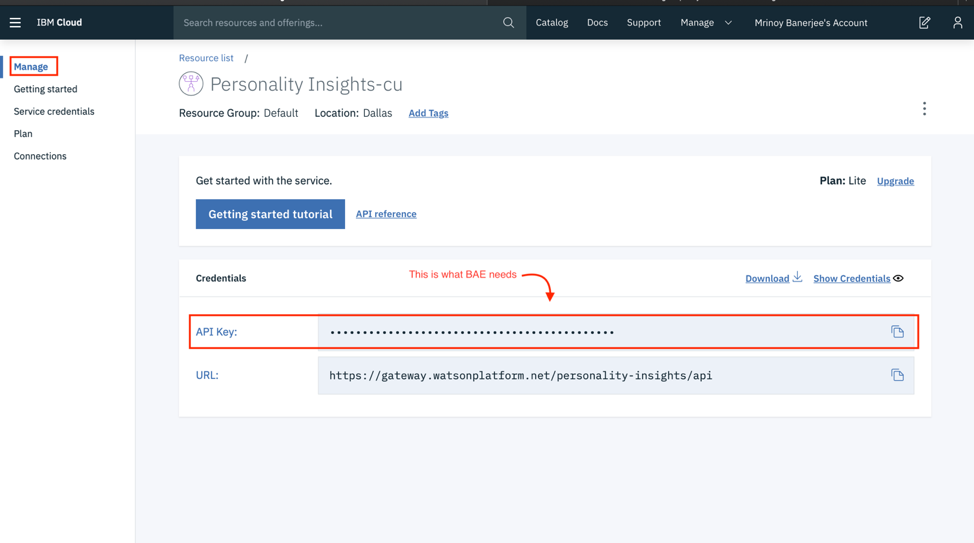 IBM Cloud
Search resources and offerings...
Catalog
Docs
Support
Manage
Mrinoy Banerjee's Account
Manage
Getting started
Service credentials
Plan
Connections
Resource list /
Personality Insights-cu
Resource Group: Default Location: Dallas Add Tags
Get started with the service.
Plan: Lite Upgrade
Getting started tutorial
API reference
Credentials
This is what BAE needs
Download
Show Credentials
API Key:
URL:
https://gateway.watsonplatform.net/personality-insights/api